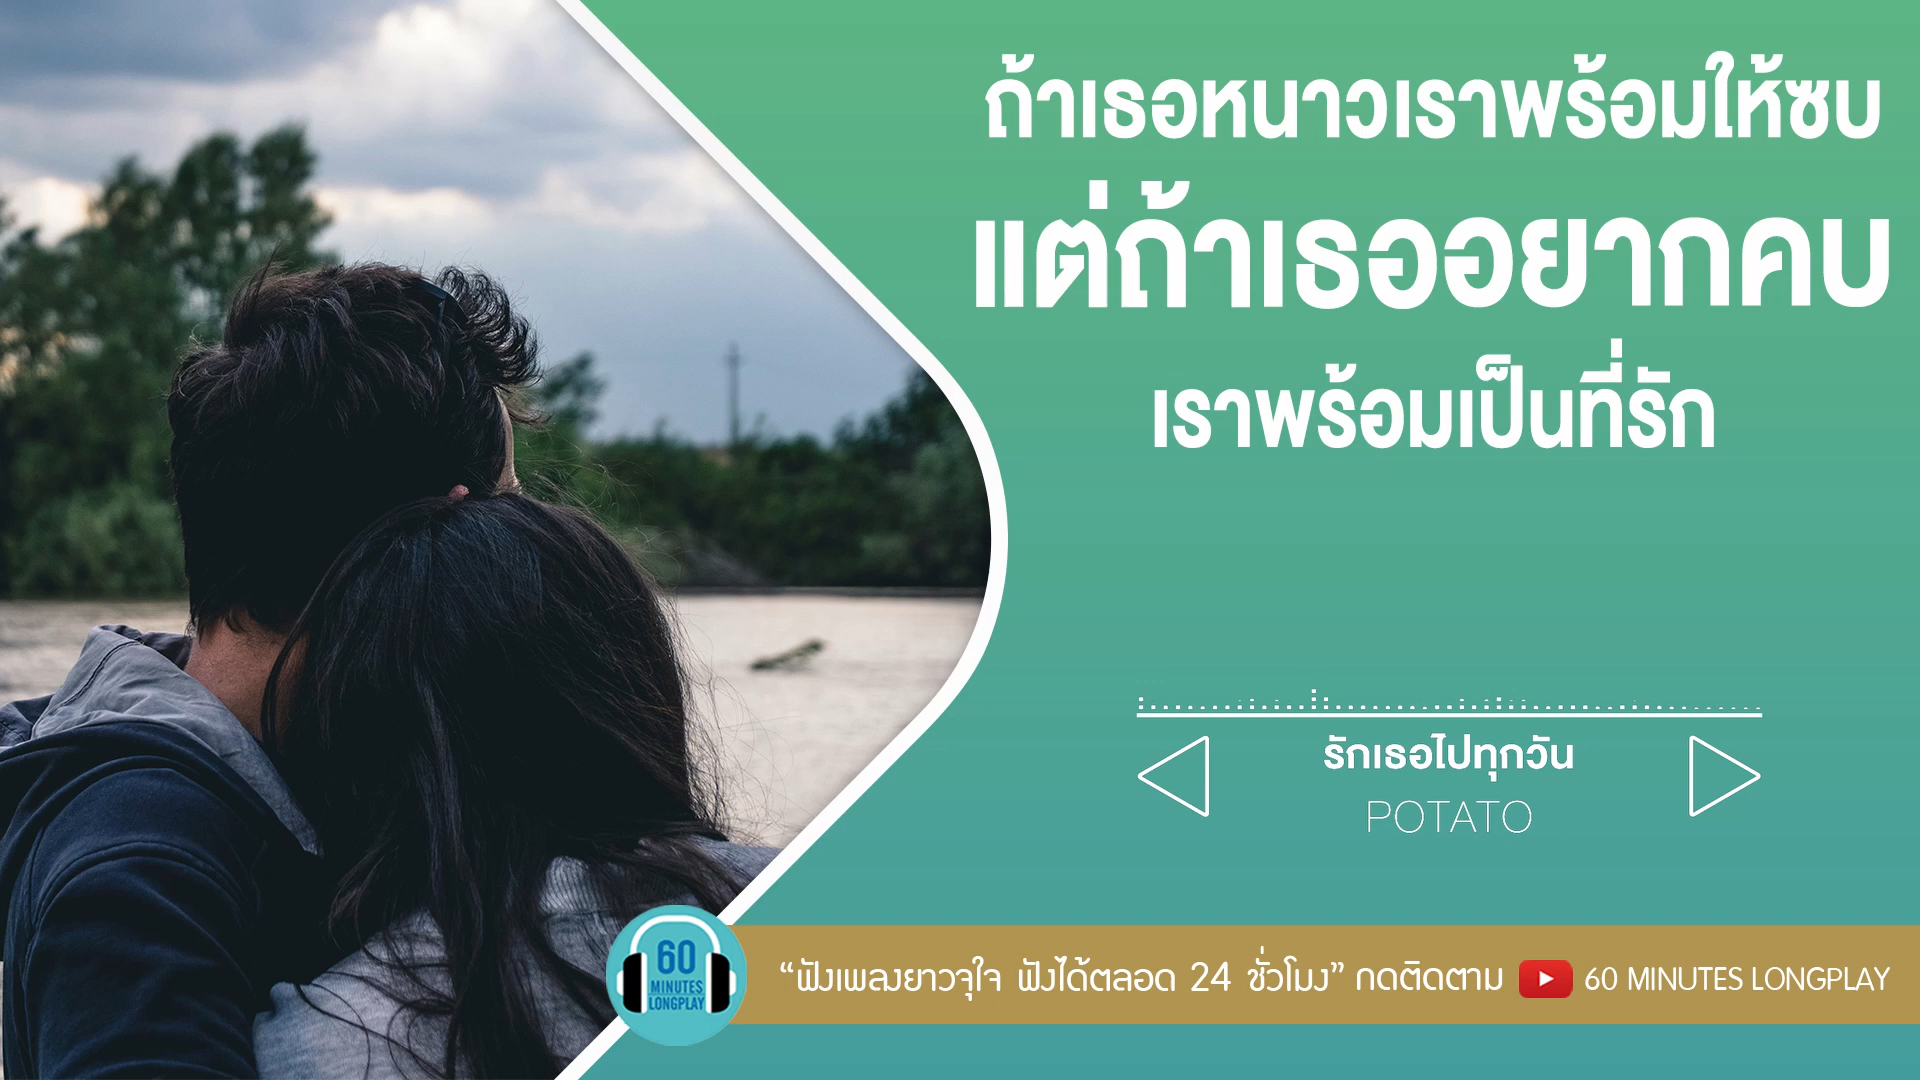 ถ้าเธอหนาวเราพร้อมให้ซบ
แต่ถ้าเธออยากคบ
เราพร้อมเป็นที่รัก
รักเธอไปทุกวัน
POTATO
60
MINUTES
LONGPLAY
“ฟังเพลงยาวจุใจ ฟังได้ตลอด 24 ชั่วโมง” กดติดตาม 60 MINUTES LONGPLAY